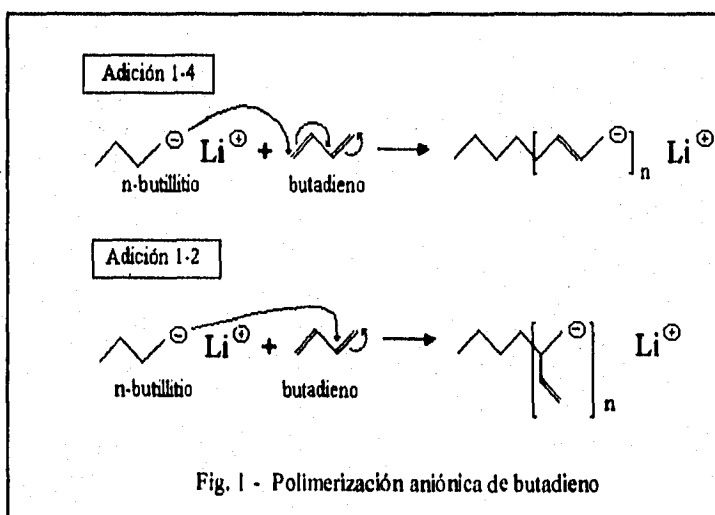 Adición 1-4
⊖ Li⊕ + ⟶ [ ⊖ ]n Li⊕
n-butillitio butadieno
Adición 1-2
⊖ Li⊕ + ⟶ [ ⊖ ]n Li⊕
n-butillitio butadieno
Fig. 1 - Polimerización aniónica de butadieno